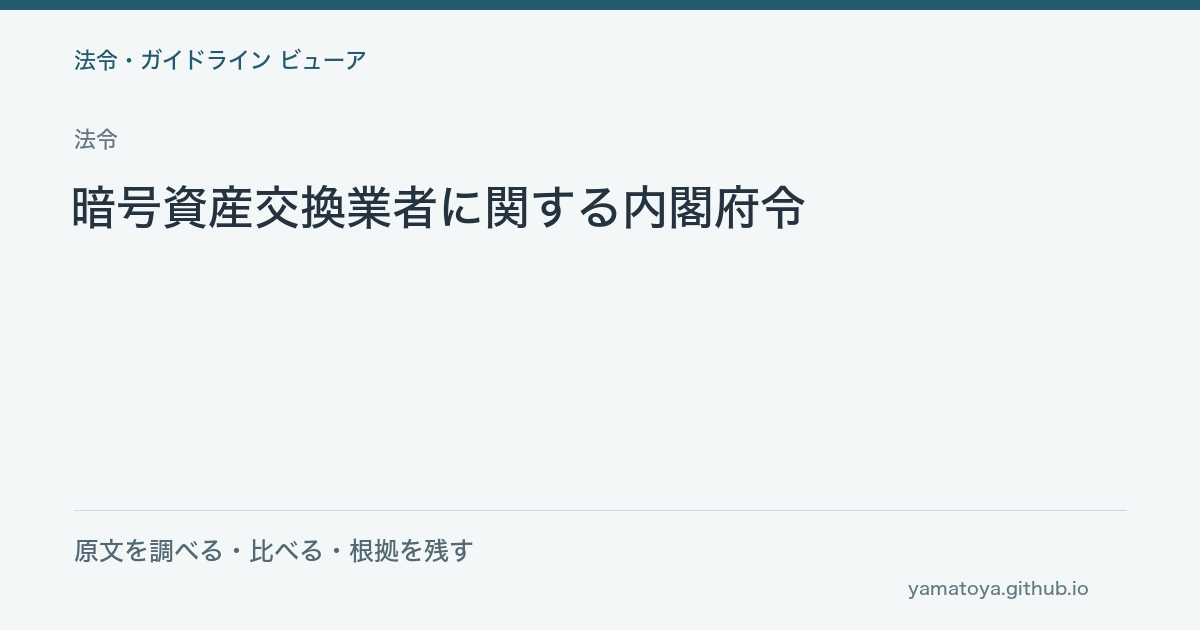 法令・ガイドライン ビューア
法令
暗号資産交換業者に関する内閣府令
原文を調べる・比べる・根拠を残す
yamatoya.github.io